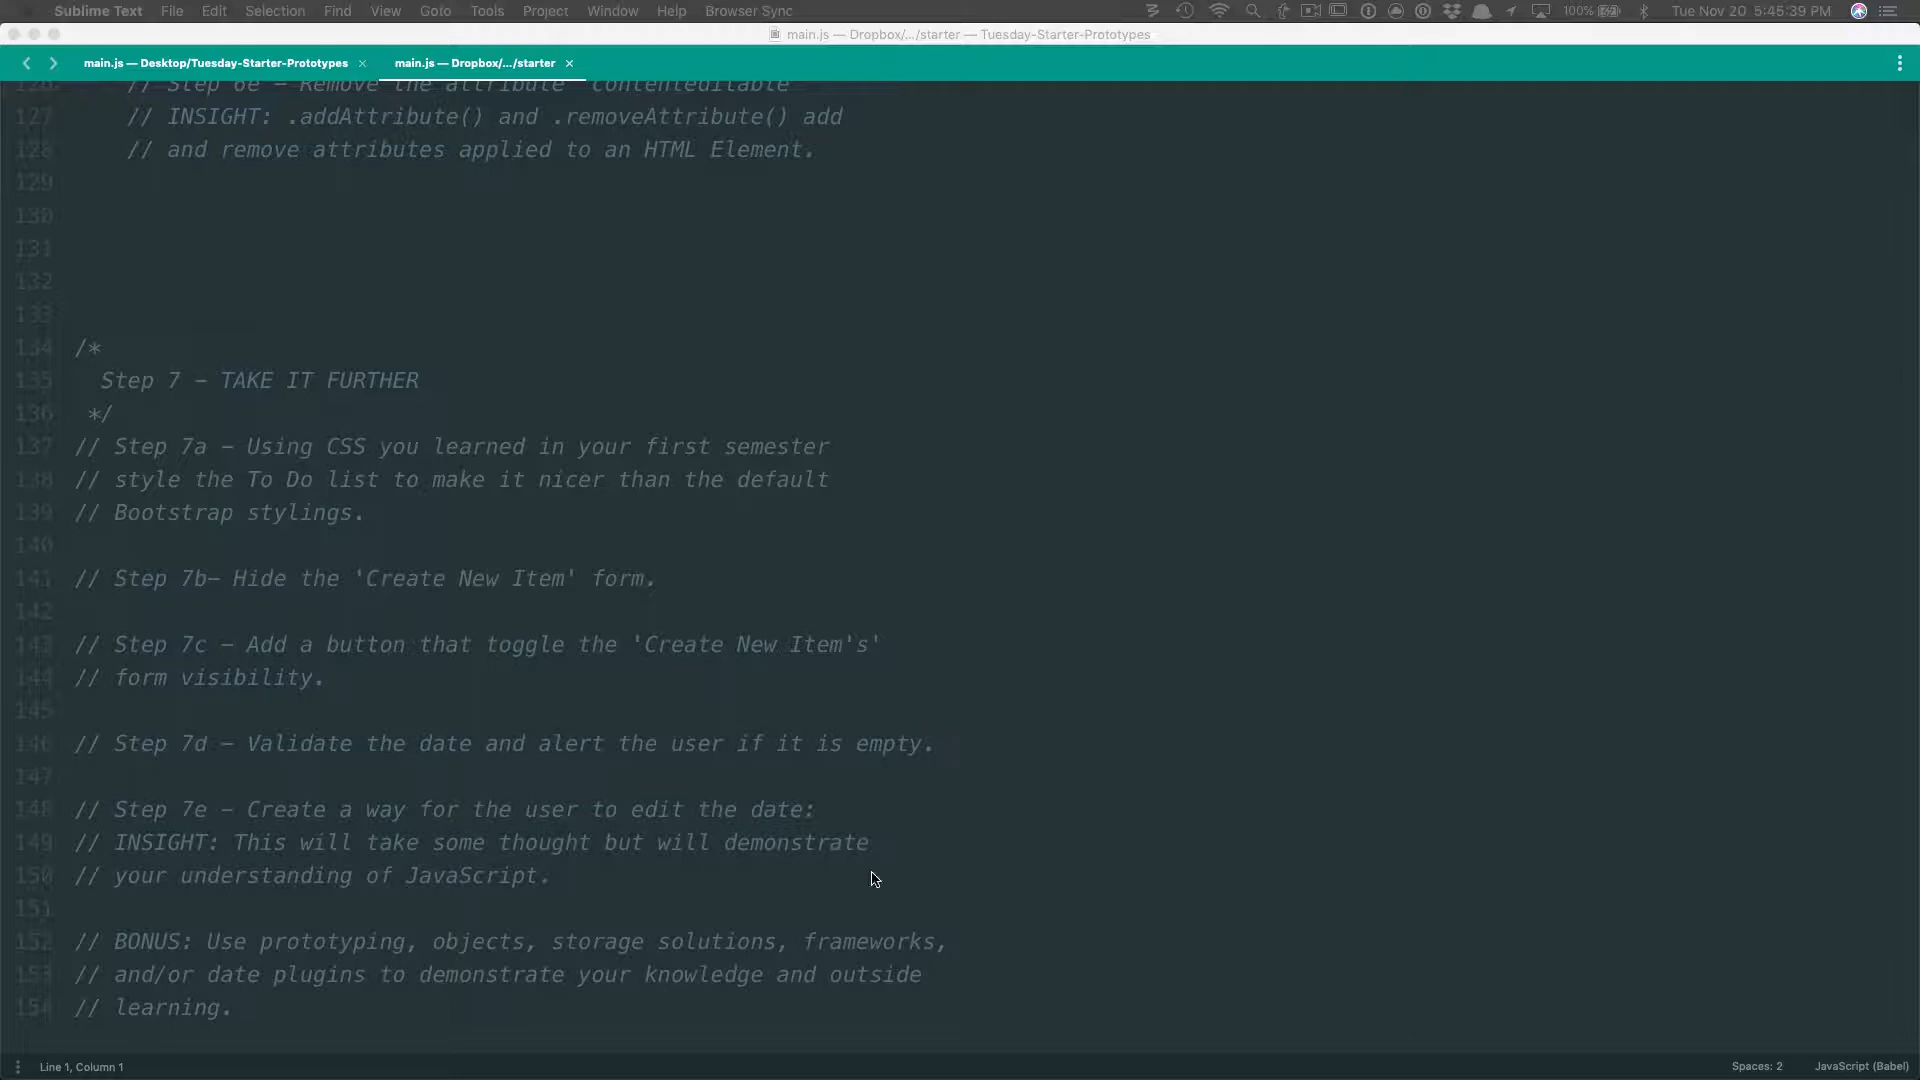 Sublime Text File Edit Selection Find View Goto Tools Project Window Help Browser Sync 100% Tue Nov 20 5:45:39 PM
main.js — Dropbox/.../starter — Tuesday-Starter-Prototypes
main.js — Desktop/Tuesday-Starter-Prototypes × main.js — Dropbox/.../starter ×
126 // Step 6e – Remove the attribute 'contenteditable'
127 // INSIGHT: .addAttribute() and .removeAttribute() add
128 // and remove attributes applied to an HTML Element.
129
130
131
132
133
134 /*
135 Step 7 – TAKE IT FURTHER
136 */
137 // Step 7a – Using CSS you learned in your first semester
138 // style the To Do list to make it nicer than the default
139 // Bootstrap stylings.
140
141 // Step 7b– Hide the 'Create New Item' form.
142
143 // Step 7c – Add a button that toggle the 'Create New Item's'
144 // form visibility.
145
146 // Step 7d – Validate the date and alert the user if it is empty.
147
148 // Step 7e – Create a way for the user to edit the date:
149 // INSIGHT: This will take some thought but will demonstrate
150 // your understanding of JavaScript.
151
152 // BONUS: Use prototyping, objects, storage solutions, frameworks,
153 // and/or date plugins to demonstrate your knowledge and outside
154 // learning.
Line 1, Column 1 Spaces: 2 JavaScript (Babel)